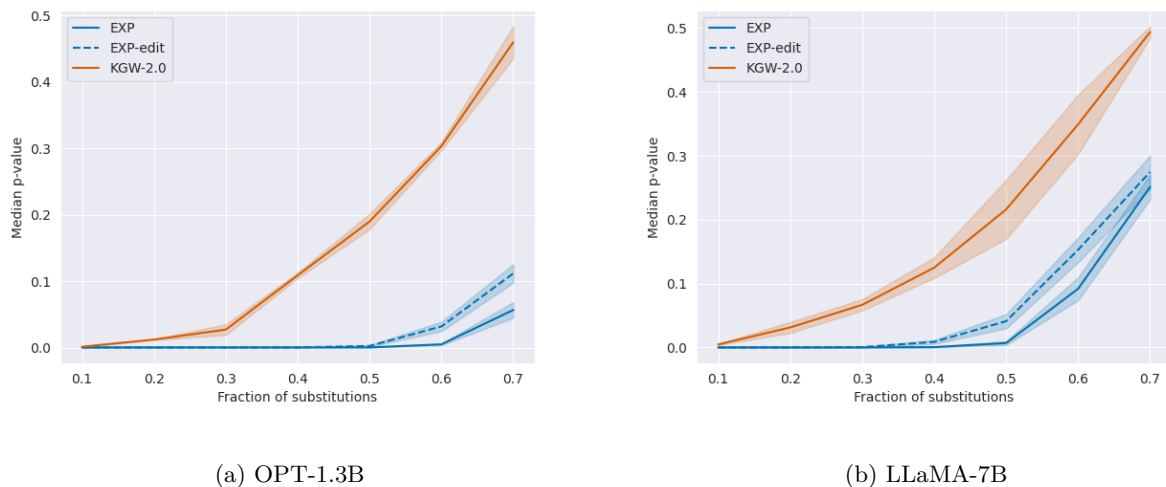 0.5
0.4
0.3
0.2
0.1
0.0
Median p-value
EXP
EXP-edit
KGW-2.0
0.1 0.2 0.3 0.4 0.5 0.6 0.7
Fraction of substitutions
(a) OPT-1.3B
0.5
0.4
0.3
0.2
0.1
0.0
Median p-value
EXP
EXP-edit
KGW-2.0
0.1 0.2 0.3 0.4 0.5 0.6 0.7
Fraction of substitutions
(b) LLaMA-7B